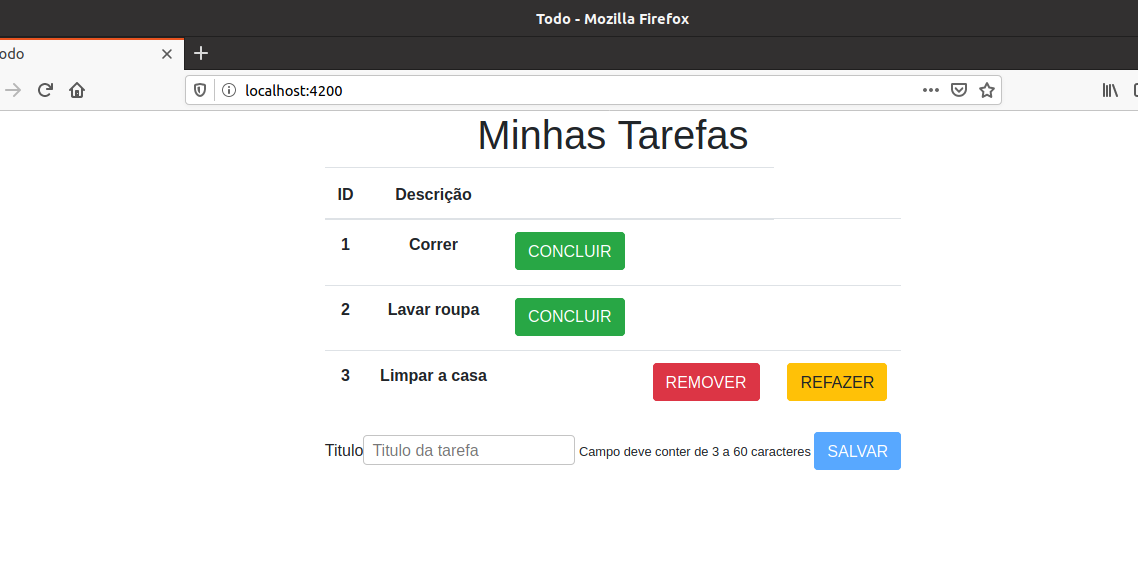 Todo - Mozilla Firefox
odo
localhost:4200
Minhas Tarefas
ID Descrição
1 Correr CONCLUIR
2 Lavar roupa CONCLUIR
3 Limpar a casa REMOVER REFAZER
Titulo Titulo da tarefa Campo deve conter de 3 a 60 caracteres SALVAR